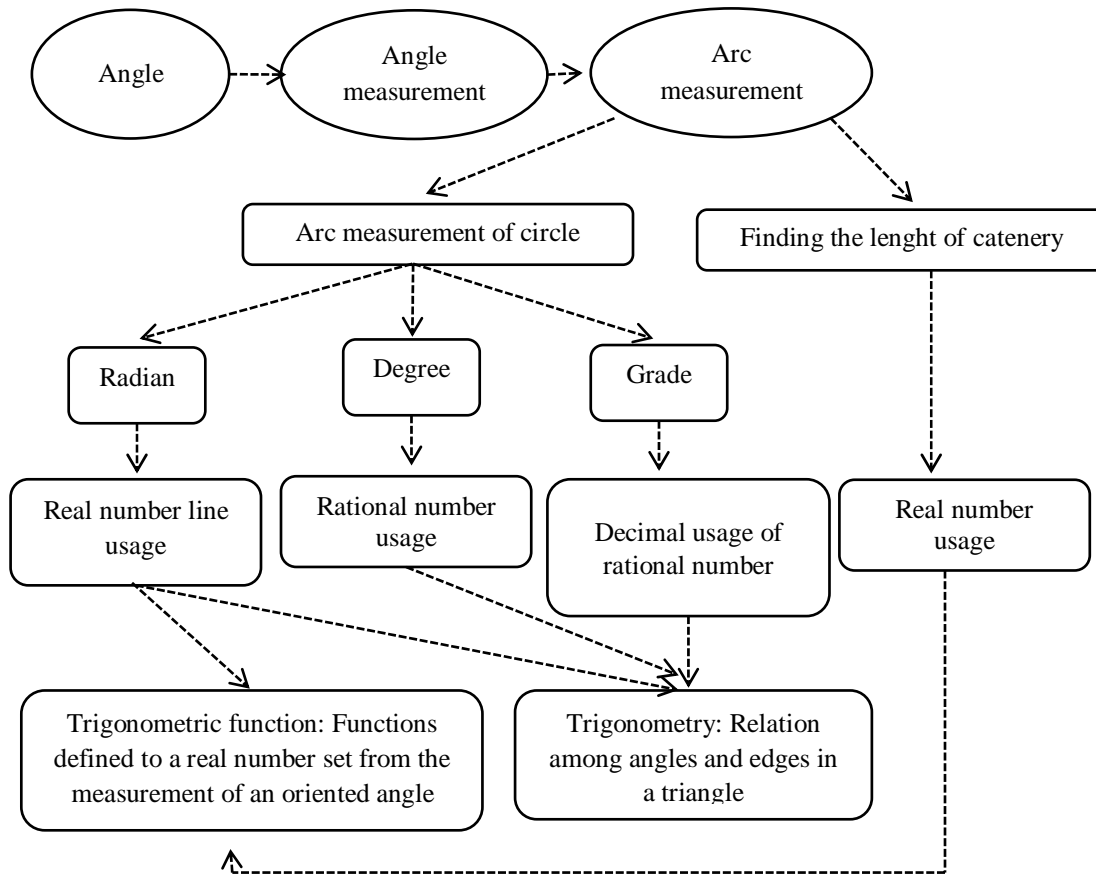 Angle
Angle
measurement
Arc
measurement
Arc measurement of circle
Finding the lenght of catenery
Radian
Degree
Grade
Real number line
usage
Rational number
usage
Decimal usage of
rational number
Real number
usage
Trigonometric function: Functions
defined to a real number set from the
measurement of an oriented angle
Trigonometry: Relation
among angles and edges in
a triangle